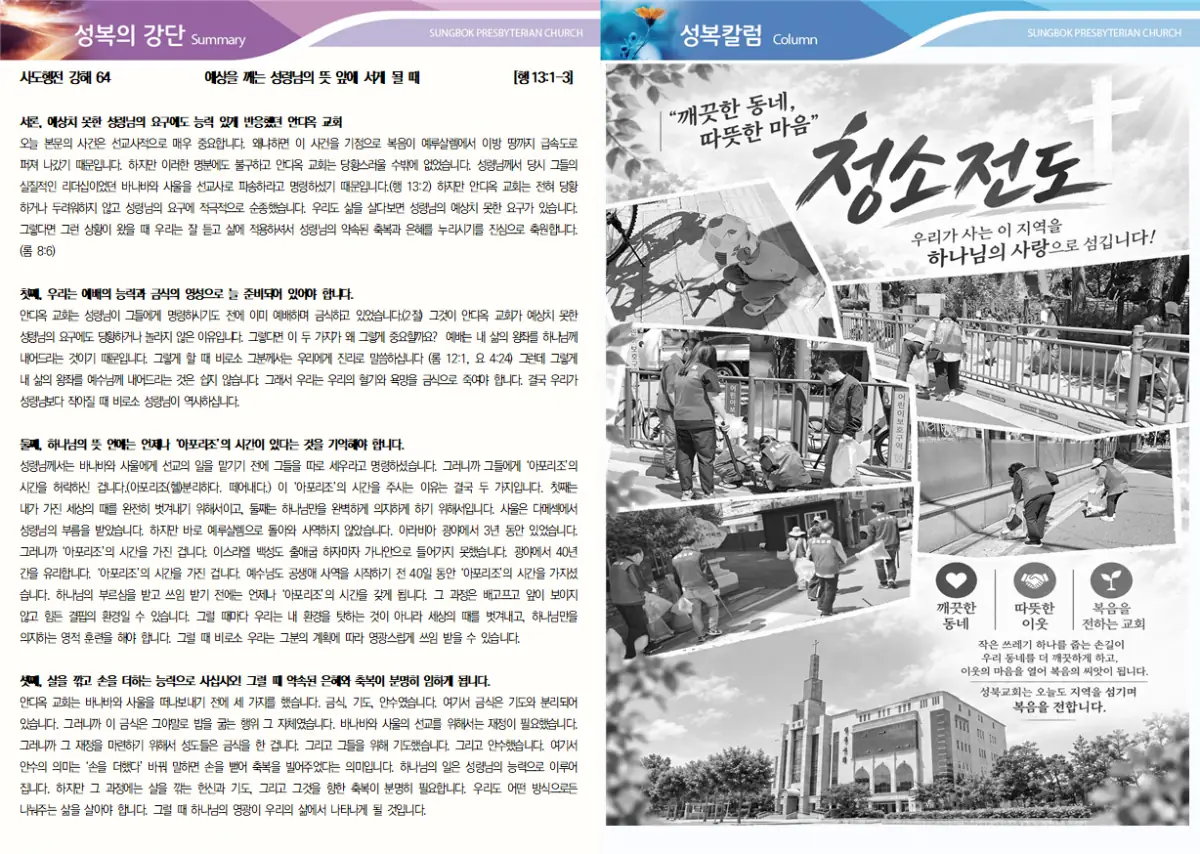 성복의 강단 Summary
SUNGBOK PRESBYTERIAN CHURCH
사도행전 강해 64 예상을 깨는 성령님의 뜻 앞에 서게 될 때 [행 13:1-3]
서론, 예상치 못한 성령님의 요구에도 능력 있게 반응했던 안디옥 교회
오늘 본문의 사건은 선교사적으로 매우 중요합니다. 왜냐하면 이 사건을 기점으로 복음이 예루살렘에서 이방 땅까지 급속도로
퍼져 나갔기 때문입니다. 하지만 이러한 명분에도 불구하고 안디옥 교회는 당황스러울 수밖에 없었습니다. 성령님께서 당시 그들의
실질적인 리더십이었던 바나바와 사울을 선교사로 파송하라고 명령하셨기 때문입니다.(행 13:2) 하지만 안디옥 교회는 전혀 당황
하거나 두려워하지 않고 성령님의 요구에 적극적으로 순종했습니다. 우리도 삶을 살다보면 성령님의 예상치 못한 요구가 있습니다.
그렇다면 그런 상황이 왔을 때 우리는 잘 듣고 삶에 적용하셔서 성령님의 약속된 축복과 은혜를 누리시기를 진심으로 축원합니다.
(롬 8:6)
첫째, 우리는 예배의 능력과 금식의 영성으로 늘 준비되어 있어야 합니다.
안디옥 교회는 성령이 그들에게 명령하시기도 전에 이미 예배하며 금식하고 있었습니다.(2절) 그것이 안디옥 교회가 예상치 못한
성령님의 요구에도 당황하거나 놀라지 않은 이유입니다. 그렇다면 이 두 가지가 왜 그렇게 중요할까요? 예배는 내 삶의 왕좌를 하나님께
내어드리는 것이기 때문입니다. 그렇게 할 때 비로소 그분께서는 우리에게 진리로 말씀하십니다 (롬 12:1, 요 4:24) 그런데 그렇게
내 삶의 왕좌를 예수님께 내어드리는 것은 쉽지 않습니다. 그래서 우리는 우리의 혈기와 욕망을 금식으로 죽여야 합니다. 결국 우리가
성령님보다 작아질 때 비로소 성령님이 역사하십니다.
둘째, 하나님의 뜻 안에는 언제나 ‘아포리조’의 시간이 있다는 것을 기억해야 합니다.
성령님께서는 바나바와 사울에게 선교의 일을 맡기기 전에 그들을 따로 세우라고 명령하셨습니다. 그러니까 그들에게 ‘아포리조’의
시간을 허락하신 겁니다.(아포리조(헬)분리하다. 떼어내다.) 이 ‘아포리조’의 시간을 주시는 이유는 결국 두 가지입니다. 첫째는
내가 가진 세상의 때를 완전히 벗겨내기 위해서이고, 둘째는 하나님만을 완벽하게 의지하게 하기 위해서입니다. 사울은 다메섹에서
성령님의 부름을 받았습니다. 하지만 바로 예루살렘으로 돌아와 사역하지 않았습니다. 아라비아 광야에서 3년 동안 있었습니다.
그러니까 ‘아포리조’의 시간을 가진 겁니다. 이스라엘 백성도 출애굽 하자마자 가나안으로 들어가지 못했습니다. 광야에서 40년
간을 유리합니다. ‘아포리조’의 시간을 가진 겁니다. 예수님도 공생애 사역을 시작하기 전 40일 동안 ‘아포리조’의 시간을 가지셨
습니다. 하나님의 부르심을 받고 쓰임 받기 전에는 언제나 ‘아포리조’의 시간을 갖게 됩니다. 그 과정은 배고프고 앞이 보이지
않고 힘든 결핍의 환경일 수 있습니다. 그럴 때마다 우리는 내 환경을 탓하는 것이 아니라 세상의 때를 벗겨내고, 하나님만을
의지하는 영적 훈련을 해야 합니다. 그럴 때 비로소 우리는 그분의 계획에 따라 영광스럽게 쓰임 받을 수 있습니다.
셋째, 살을 깎고 손을 더하는 능력으로 사십시오! 그럴 때 약속된 은혜와 축복이 분명히 임하게 됩니다.
안디옥 교회는 바나바와 사울을 떠나보내기 전에 세 가지를 했습니다. 금식, 기도, 안수였습니다. 여기서 금식은 기도와 분리되어
있습니다. 그러니까 이 금식은 그야말로 밥을 굶는 행위 그 자체였습니다. 바나바와 사울의 선교를 위해서는 재정이 필요했습니다.
그러니까 그 재정을 마련하기 위해서 성도들은 금식을 한 겁니다. 그리고 그들을 위해 기도했습니다. 그리고 안수했습니다. 여기서
안수의 의미는 ‘손을 더했다’ 바꿔 말하면 손을 뻗어 축복을 빌어주었다는 의미입니다. 하나님의 일은 성령님의 능력으로 이루어
집니다. 하지만 그 과정에는 살을 깎는 헌신과 기도, 그리고 그것을 향한 축복이 분명히 필요합니다. 우리도 어떤 방식으로든
나눠주는 삶을 살아야 합니다. 그럴 때 하나님의 영광이 우리의 삶에서 나타나게 될 것입니다.
성복칼럼 Column
SUNGBOK PRESBYTERIAN CHURCH
“깨끗한 동네,
따뜻한 마음”
청소전도
우리가 사는 이 지역을
하나님의 사랑으로 섬깁니다!
어린이보호구역
깨끗한
동네
따뜻한
이웃
복음을
전하는 교회
작은 쓰레기 하나를 줍는 손길이
우리 동네를 더 깨끗하게 하고,
이웃의 마음을 열어 복음의 씨앗이 됩니다.
성복교회는 오늘도 지역을 섬기며
복음을 전합니다.